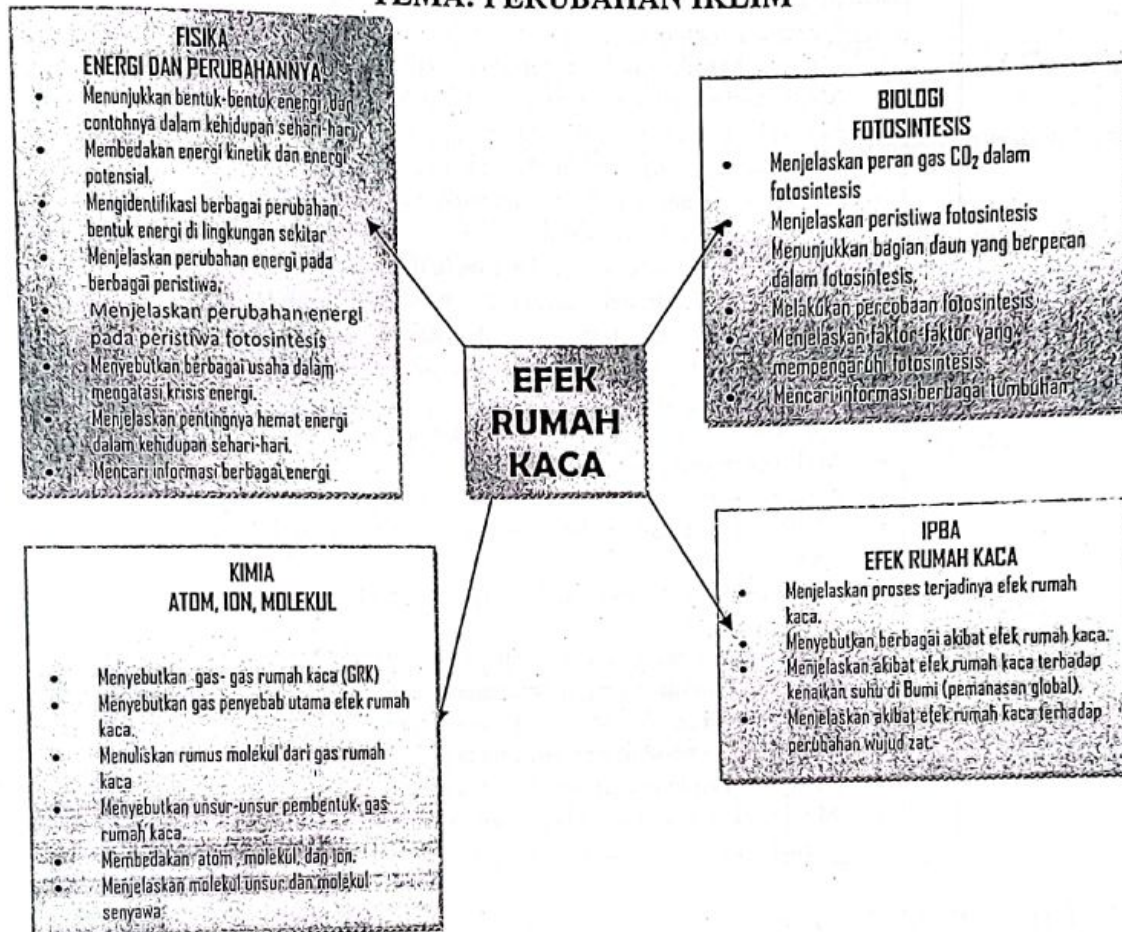 TEMA: PERUBAHAN IKLIM
FISIKA
ENERGI DAN PERUBAHANNYA
• Menunjukkan bentuk-bentuk energi dan
contohnya dalam kehidupan sehari-hari
• Membedakan energi kinetik dan energi
potensial.
• Mengidentifikasi berbagai perubahan
bentuk energi di lingkungan sekitar
• Menjelaskan perubahan energi pada
berbagai peristiwa.
• Menjelaskan perubahan energi
pada peristiwa fotosintesis
• Menyebutkan berbagai usaha dalam
mengatasi krisis energi.
• Menjelaskan pentingnya hemat energi
dalam kehidupan sehari-hari.
• Mencari informasi berbagai energi
BIOLOGI
FOTOSINTESIS
• Menjelaskan peran gas CO₂ dalam
fotosintesis
• Menjelaskan peristiwa fotosintesis
• Menunjukkan bagian daun yang berperan
dalam fotosintesis.
• Melakukan percobaan fotosintesis
• Menjelaskan faktor-faktor yang
mempengaruhi fotosintesis
• Mencari informasi berbagai tumbuhan
EFEK
RUMAH
KACA
KIMIA
ATOM, ION, MOLEKUL
• Menyebutkan gas- gas rumah kaca (GRK)
• Menyebutkan gas penyebab utama efek rumah
kaca.
• Menuliskan rumus molekul dari gas rumah
kaca
• Menyebutkan unsur-unsur pembentuk gas
rumah kaca.
• Membedakan atom , molekul, dan ion.
• Menjelaskan molekul unsur dan molekul
senyawa
IPBA
EFEK RUMAH KACA
• Menjelaskan proses terjadinya efek rumah
kaca.
• Menyebutkan berbagai akibat efek rumah kaca.
• Menjelaskan akibat efek rumah kaca terhadap
kenaikan suhu di Bumi (pemanasan global).
• Menjelaskan akibat efek rumah kaca terhadap
perubahan wujud zat.